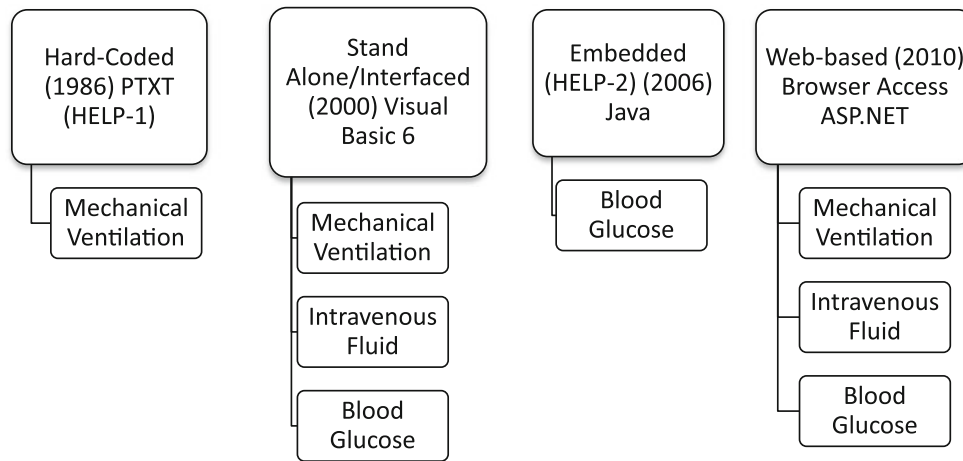 Hard-Coded
(1986) PTXT
(HELP-1)
Mechanical
Ventilation
Stand
Alone/Interfaced
(2000) Visual
Basic 6
Mechanical
Ventilation
Intravenous
Fluid
Blood
Glucose
Embedded
(HELP-2) (2006)
Java
Blood
Glucose
Web-based (2010)
Browser Access
ASP.NET
Mechanical
Ventilation
Intravenous
Fluid
Blood
Glucose